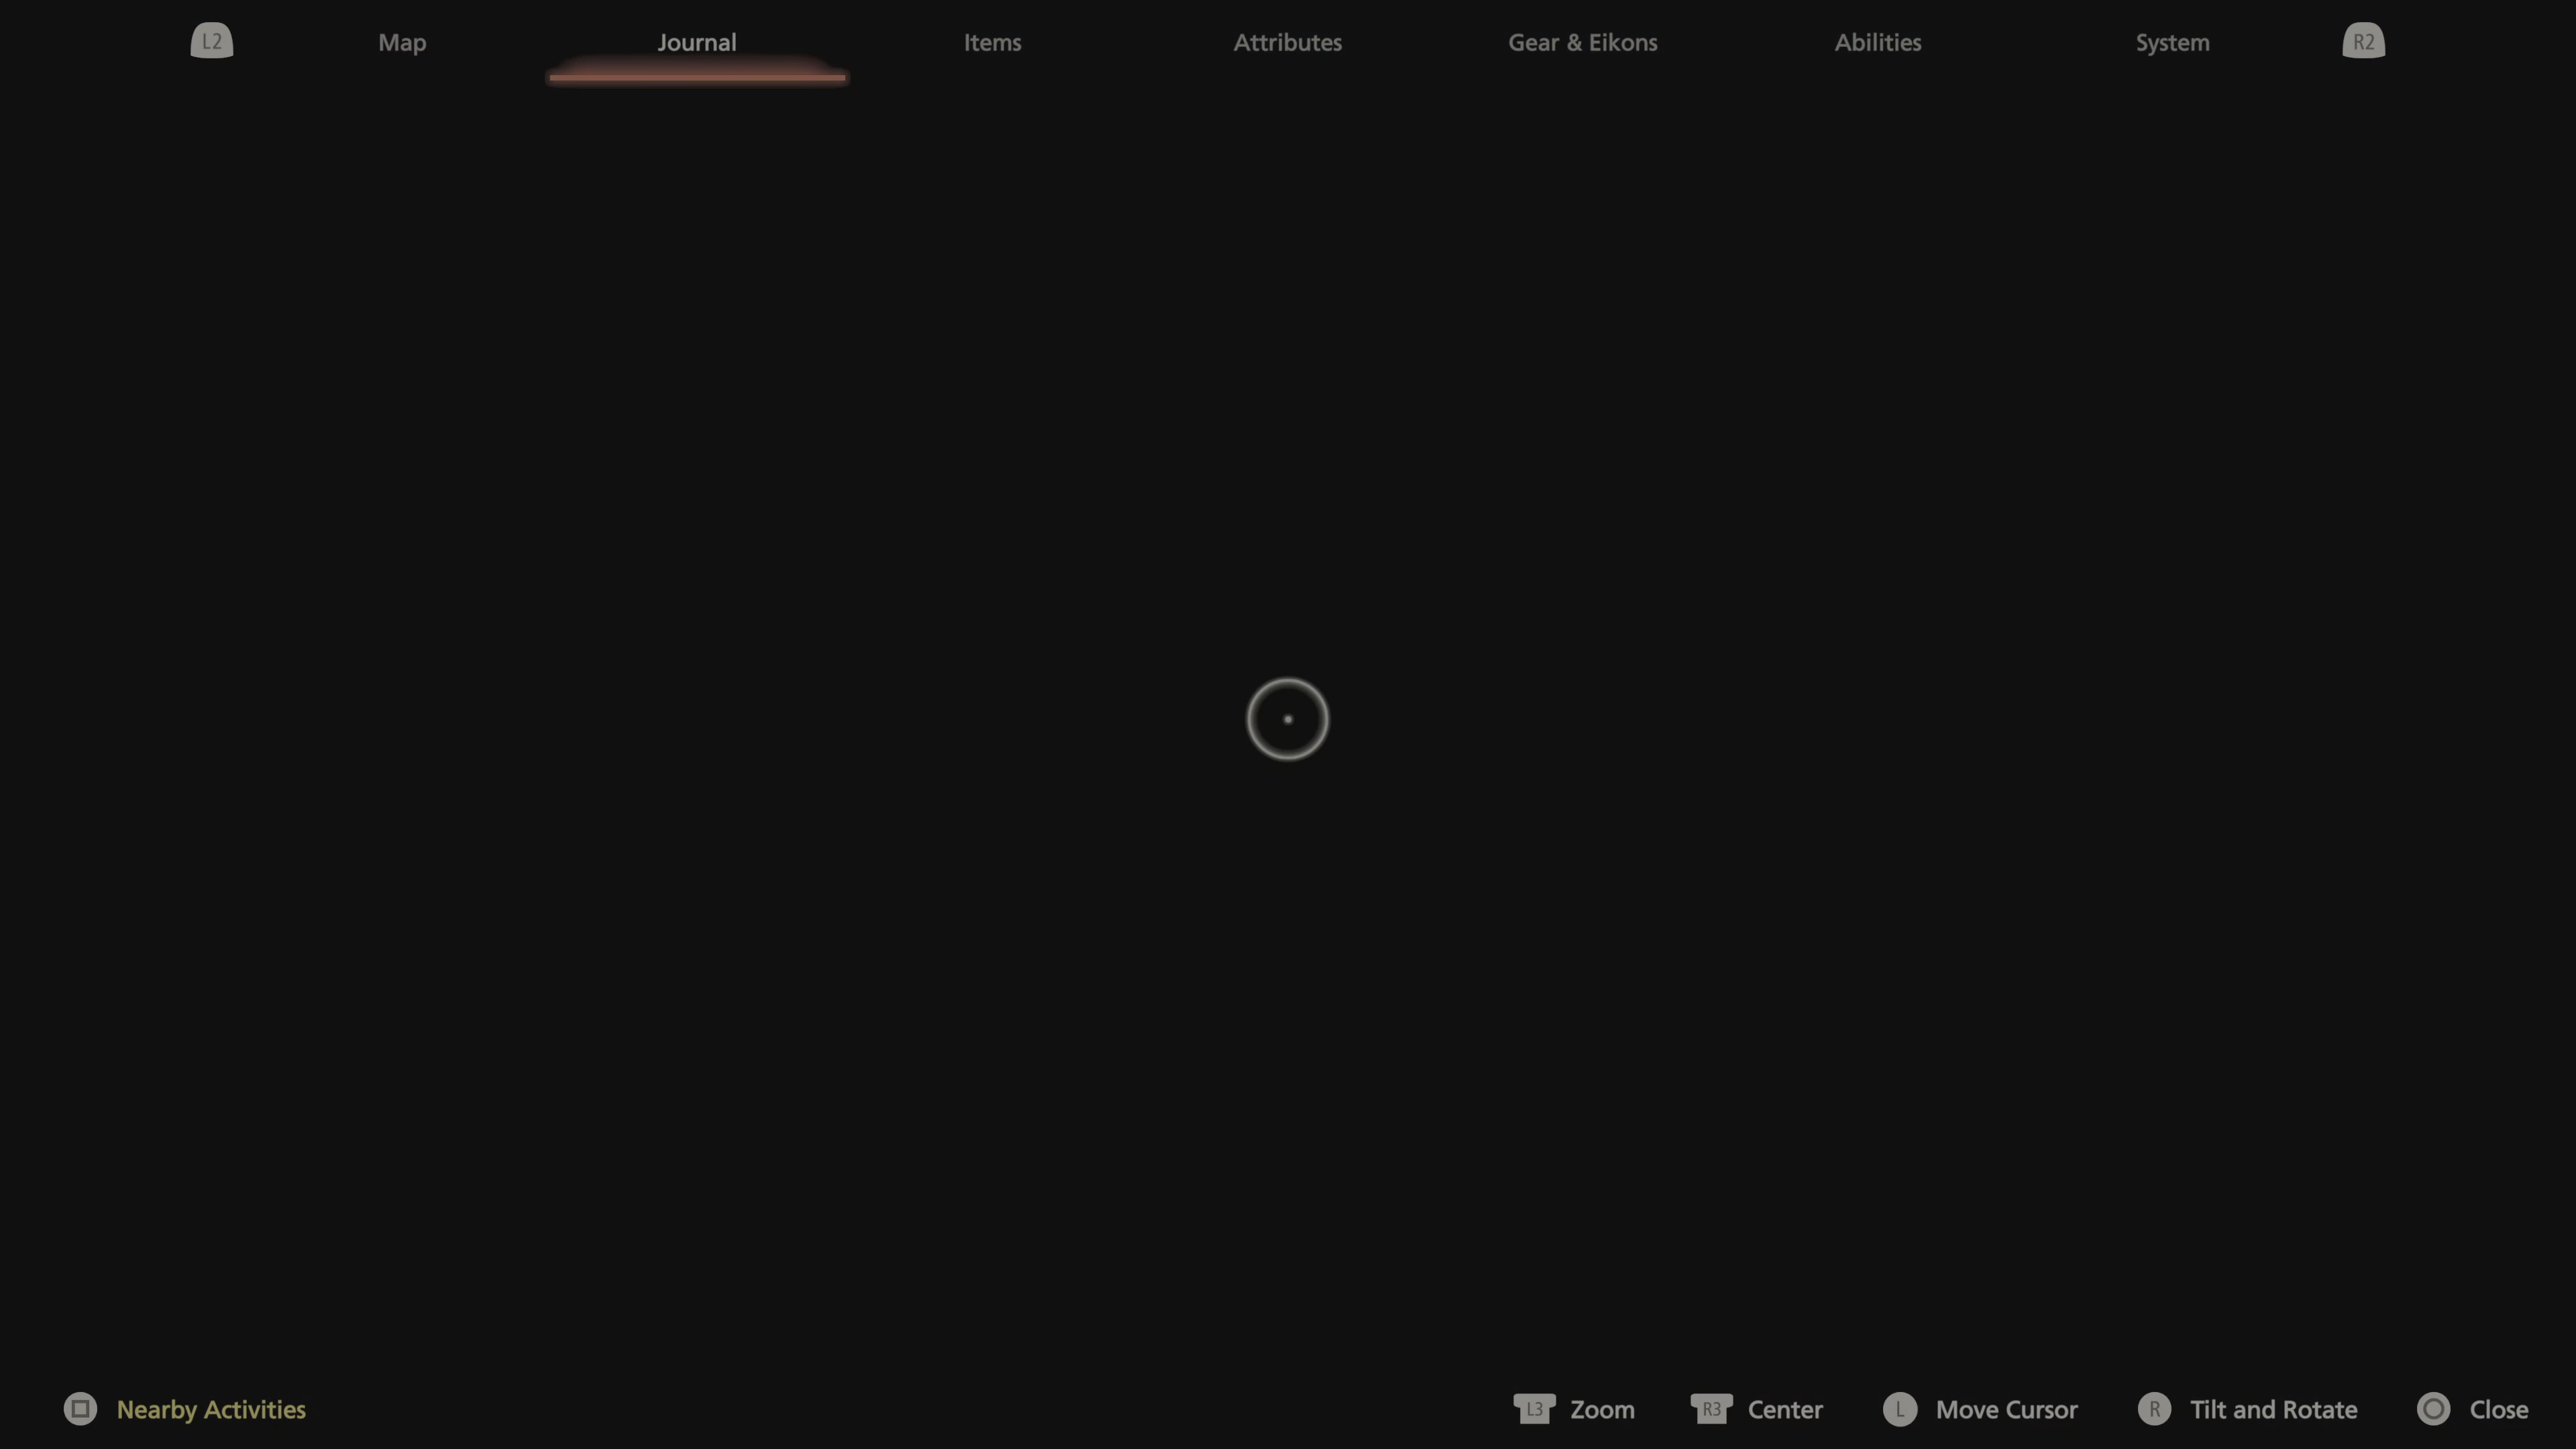 L2 Map Journal Items Attributes Gear & Eikons Abilities System R2
Nearby Activities L3 Zoom R3 Center L Move Cursor R Tilt and Rotate Close